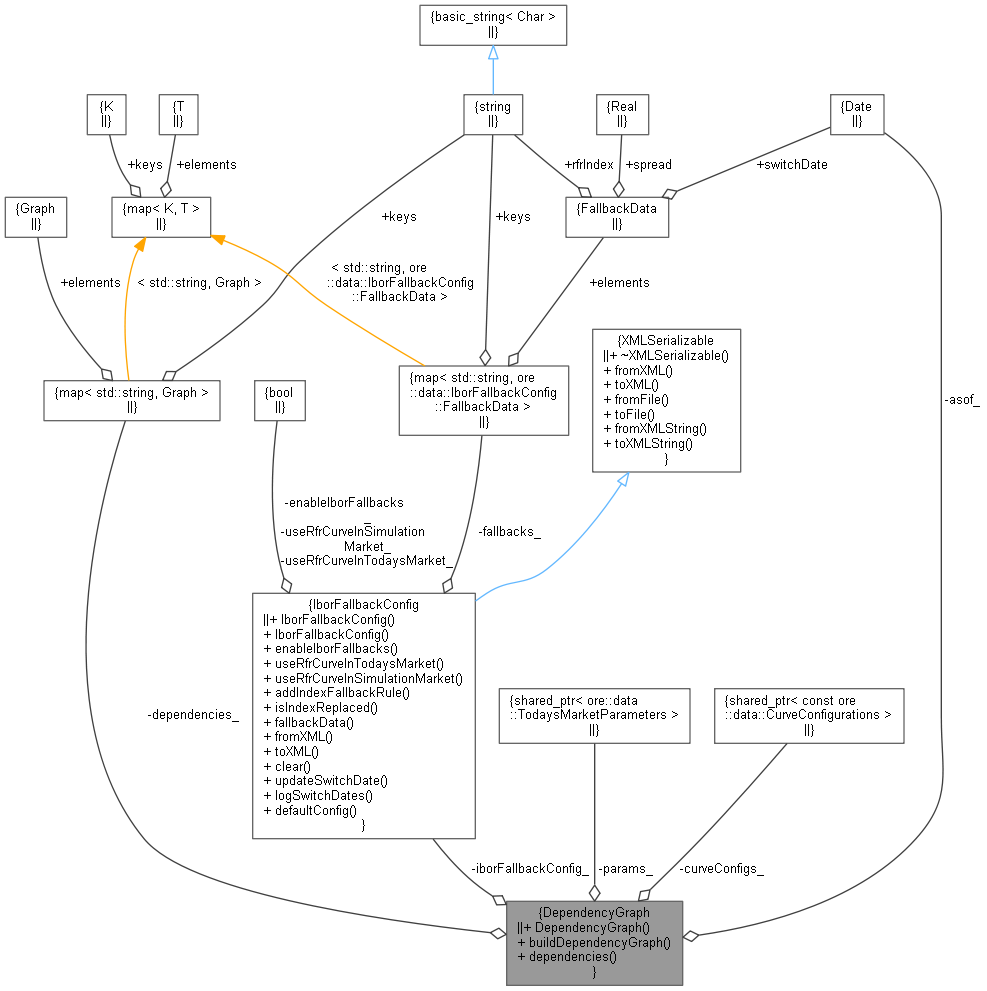 {basic_string< Char >
||}
{K
||}
{T
||}
{string
||}
{Real
||}
{Date
||}
+keys
+elements
+rfrIndex
+spread
+switchDate
{Graph
||}
{map< K, T >
||}
{FallbackData
||}
+keys
+keys
+elements
< std::string, Graph >
< std::string, ore
::data::IborFallbackConfig
::FallbackData >
+elements
{XMLSerializable
||+ ~XMLSerializable()
+ fromXML()
+ toXML()
+ fromFile()
+ toFile()
+ fromXMLString()
+ toXMLString()
}
{map< std::string, Graph >
||}
{bool
||}
{map< std::string, ore
::data::IborFallbackConfig
::FallbackData >
||}
-asof_
-enableIborFallbacks
_
-useRfrCurveInSimulation
Market_
-useRfrCurveInTodaysMarket_
-fallbacks_
{IborFallbackConfig
||+ IborFallbackConfig()
+ IborFallbackConfig()
+ enableIborFallbacks()
+ useRfrCurveInTodaysMarket()
+ useRfrCurveInSimulationMarket()
+ addIndexFallbackRule()
+ isIndexReplaced()
+ fallbackData()
+ fromXML()
+ toXML()
+ clear()
+ updateSwitchDate()
+ logSwitchDates()
+ defaultConfig()
}
{shared_ptr< ore::data
::TodaysMarketParameters >
||}
{shared_ptr< const ore
::data::CurveConfigurations >
||}
-dependencies_
-iborFallbackConfig_
-params_
-curveConfigs_
{DependencyGraph
||+ DependencyGraph()
+ buildDependencyGraph()
+ dependencies()
}